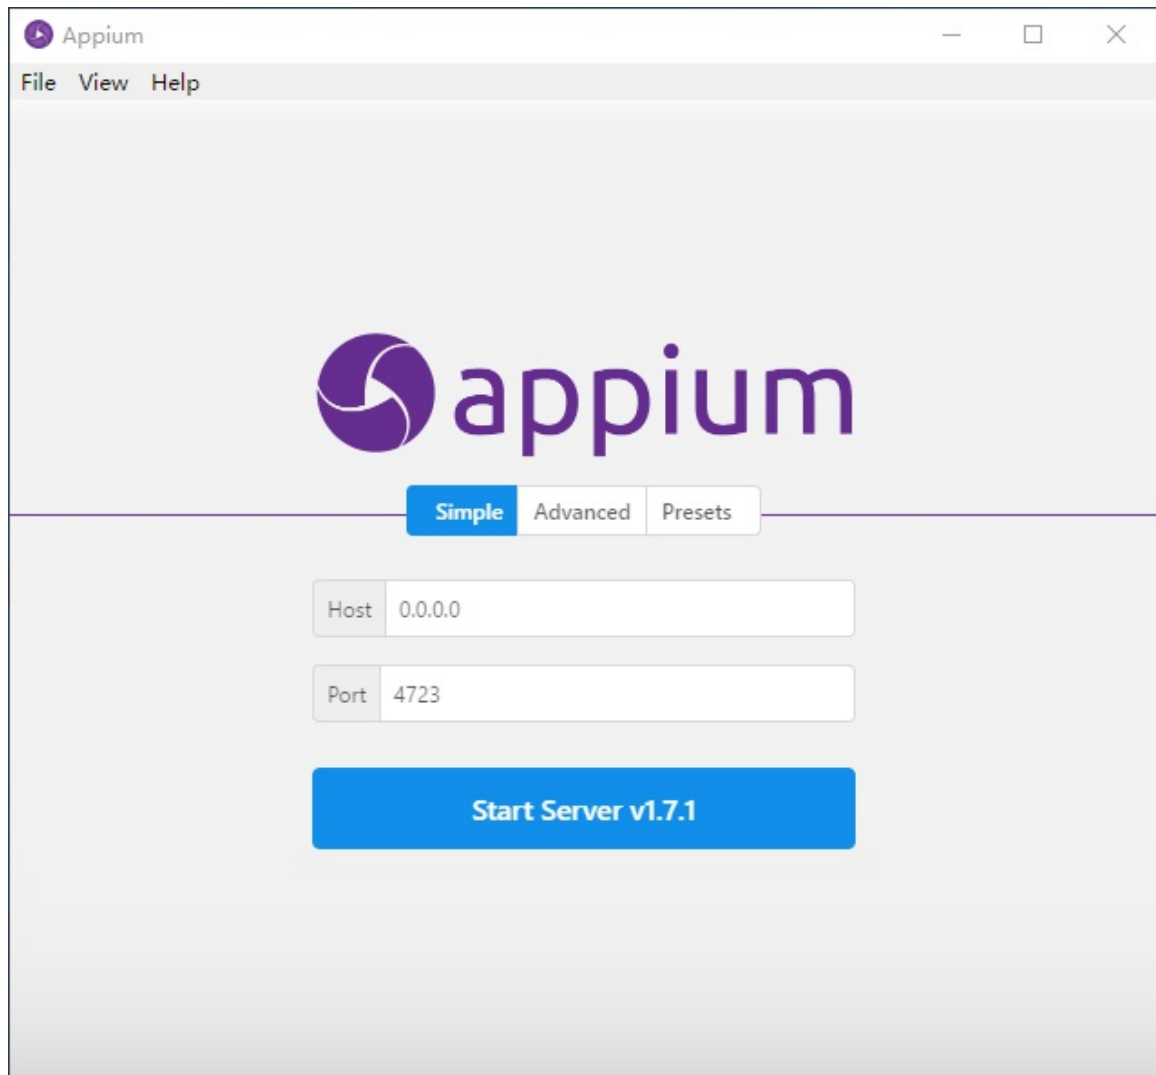 Appium
File View Help
appium
Simple Advanced Presets
Host 0.0.0.0
Port 4723
Start Server v1.7.1